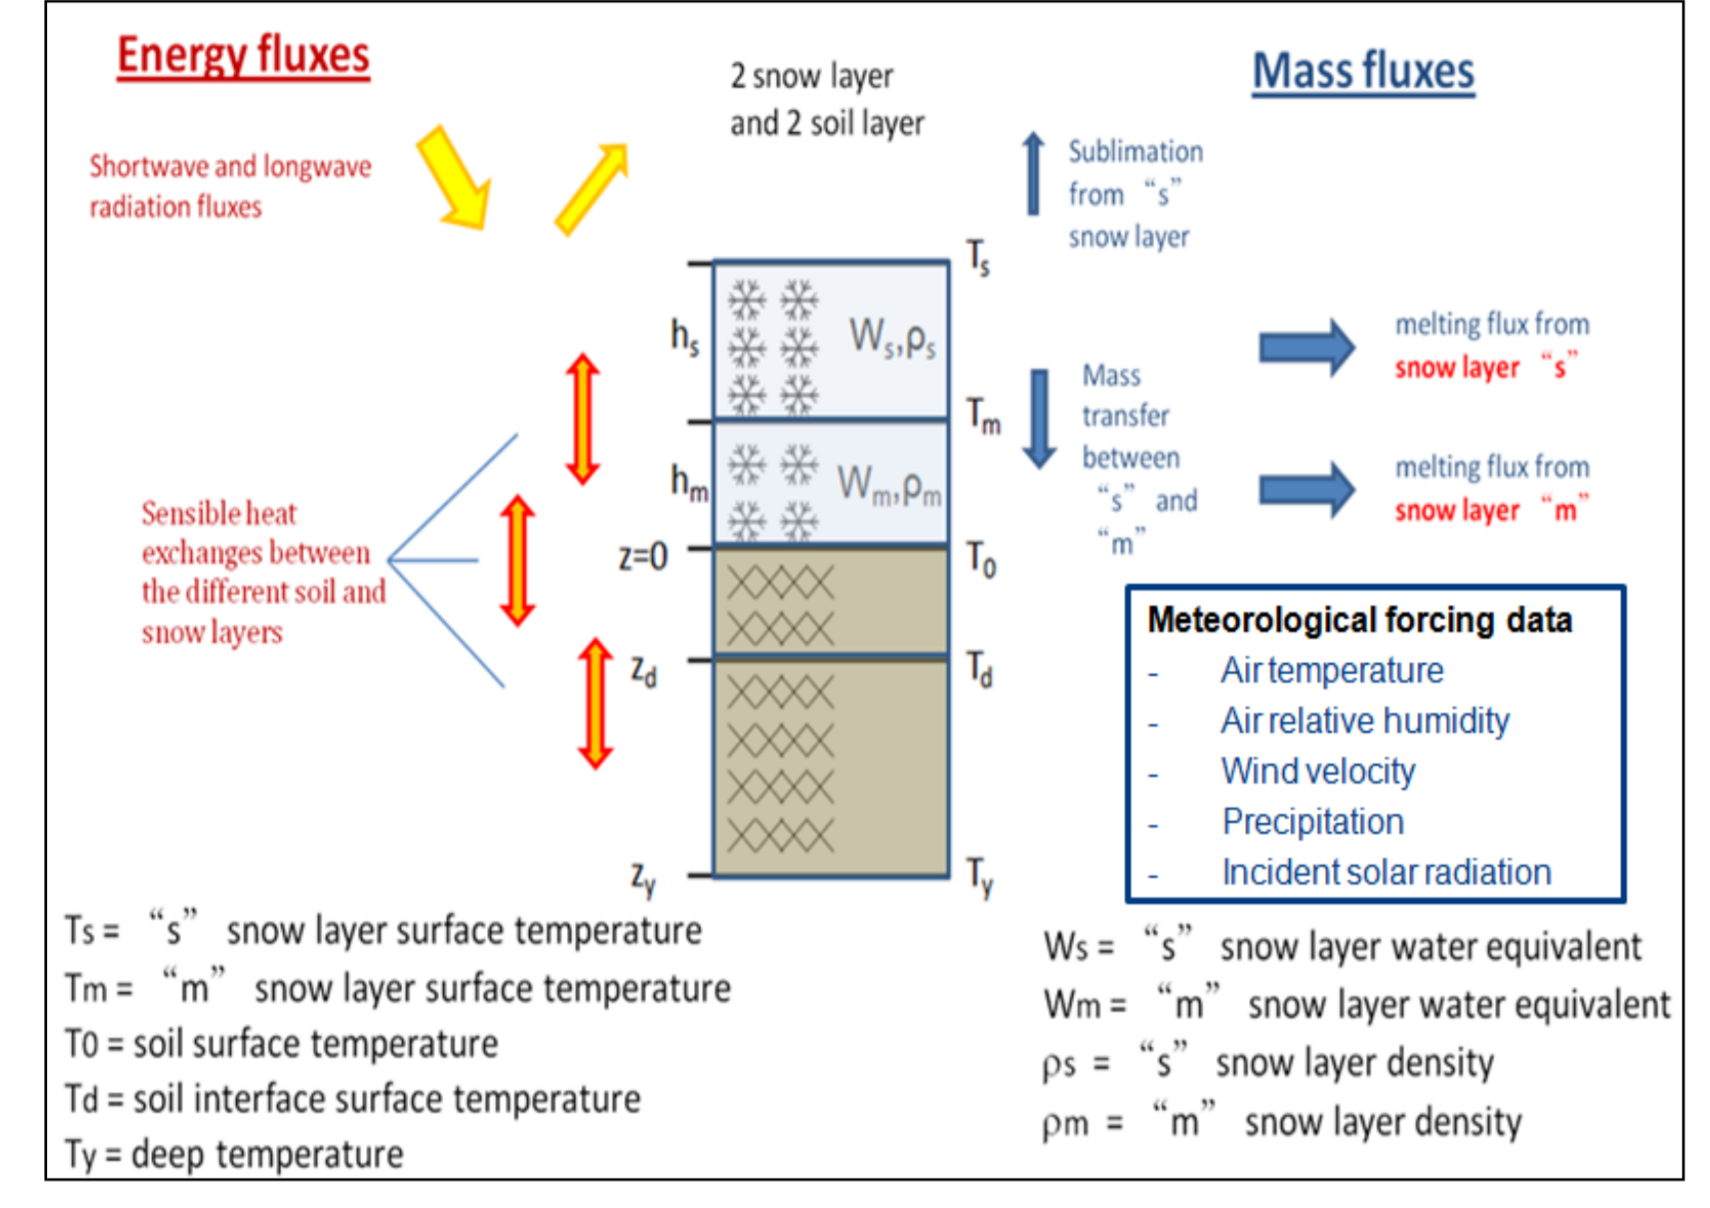 Energy fluxes
2 snow layer
and 2 soil layer
Mass fluxes
Shortwave and longwave
radiation fluxes
Sublimation
from “s”
snow layer
Ts
hs
Ws,ρs
Tm
hm
Wm,ρm
z=0
T0
zd
Td
zy
Ty
Mass
transfer
between
“s” and
“m”
melting flux from
snow layer “s”
melting flux from
snow layer “m”
Sensible heat
exchanges between
the different soil and
snow layers
Meteorological forcing data
- Air temperature
- Air relative humidity
- Wind velocity
- Precipitation
- Incident solar radiation
Ts = “s” snow layer surface temperature
Tm = “m” snow layer surface temperature
T0 = soil surface temperature
Td = soil interface surface temperature
Ty = deep temperature
Ws = “s” snow layer water equivalent
Wm = “m” snow layer water equivalent
ρs = “s” snow layer density
ρm = “m” snow layer density